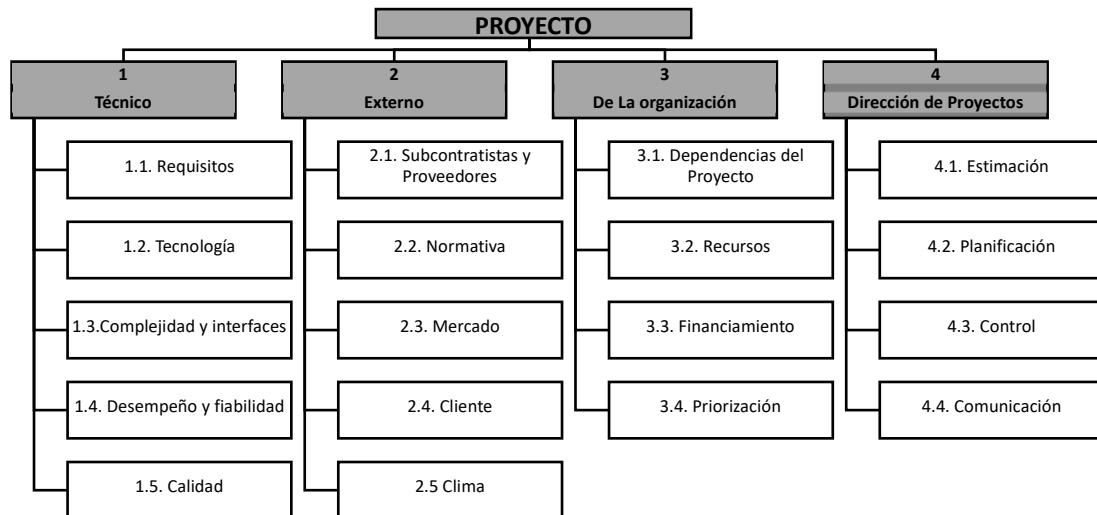 PROYECTO
1
Técnico
2
Externo
3
De La organización
4
Dirección de Proyectos
1.1. Requisitos
1.2. Tecnología
1.3.Complejidad y interfaces
1.4. Desempeño y fiabilidad
1.5. Calidad
2.1. Subcontratistas y
Proveedores
2.2. Normativa
2.3. Mercado
2.4. Cliente
2.5 Clima
3.1. Dependencias del
Proyecto
3.2. Recursos
3.3. Financiamiento
3.4. Priorización
4.1. Estimación
4.2. Planificación
4.3. Control
4.4. Comunicación